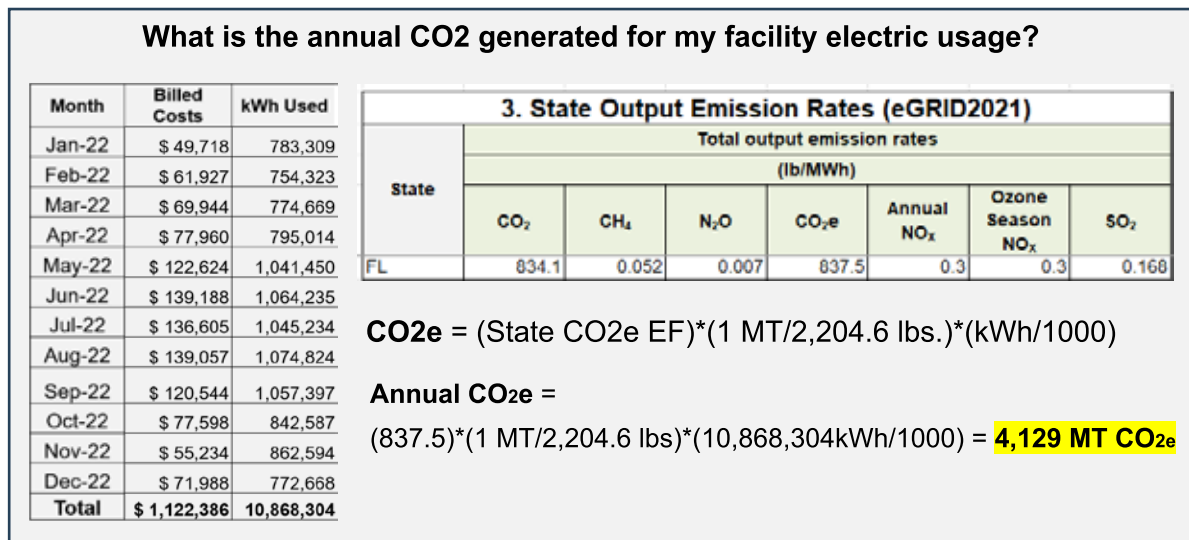 What is the annual CO2 generated for my facility electric usage?
Month Billed Costs kWh Used
Jan-22 $ 49,718 783,309
Feb-22 $ 61,927 754,323
Mar-22 $ 69,944 774,669
Apr-22 $ 77,960 795,014
May-22 $ 122,624 1,041,450
Jun-22 $ 139,188 1,064,235
Jul-22 $ 136,605 1,045,234
Aug-22 $ 139,057 1,074,824
Sep-22 $ 120,544 1,057,397
Oct-22 $ 77,598 842,587
Nov-22 $ 55,234 862,594
Dec-22 $ 71,988 772,668
Total $ 1,122,386 10,868,304
3. State Output Emission Rates (eGRID2021)
Total output emission rates
(lb/MWh)
State CO₂ CH₄ N₂O CO₂e Annual NOₓ Ozone Season NOₓ SO₂
FL 834.1 0.052 0.007 837.5 0.3 0.3 0.168
CO2e = (State CO2e EF)*(1 MT/2,204.6 lbs.)*(kWh/1000)
Annual CO2e =
(837.5)*(1 MT/2,204.6 lbs)*(10,868,304kWh/1000) = 4,129 MT CO2e